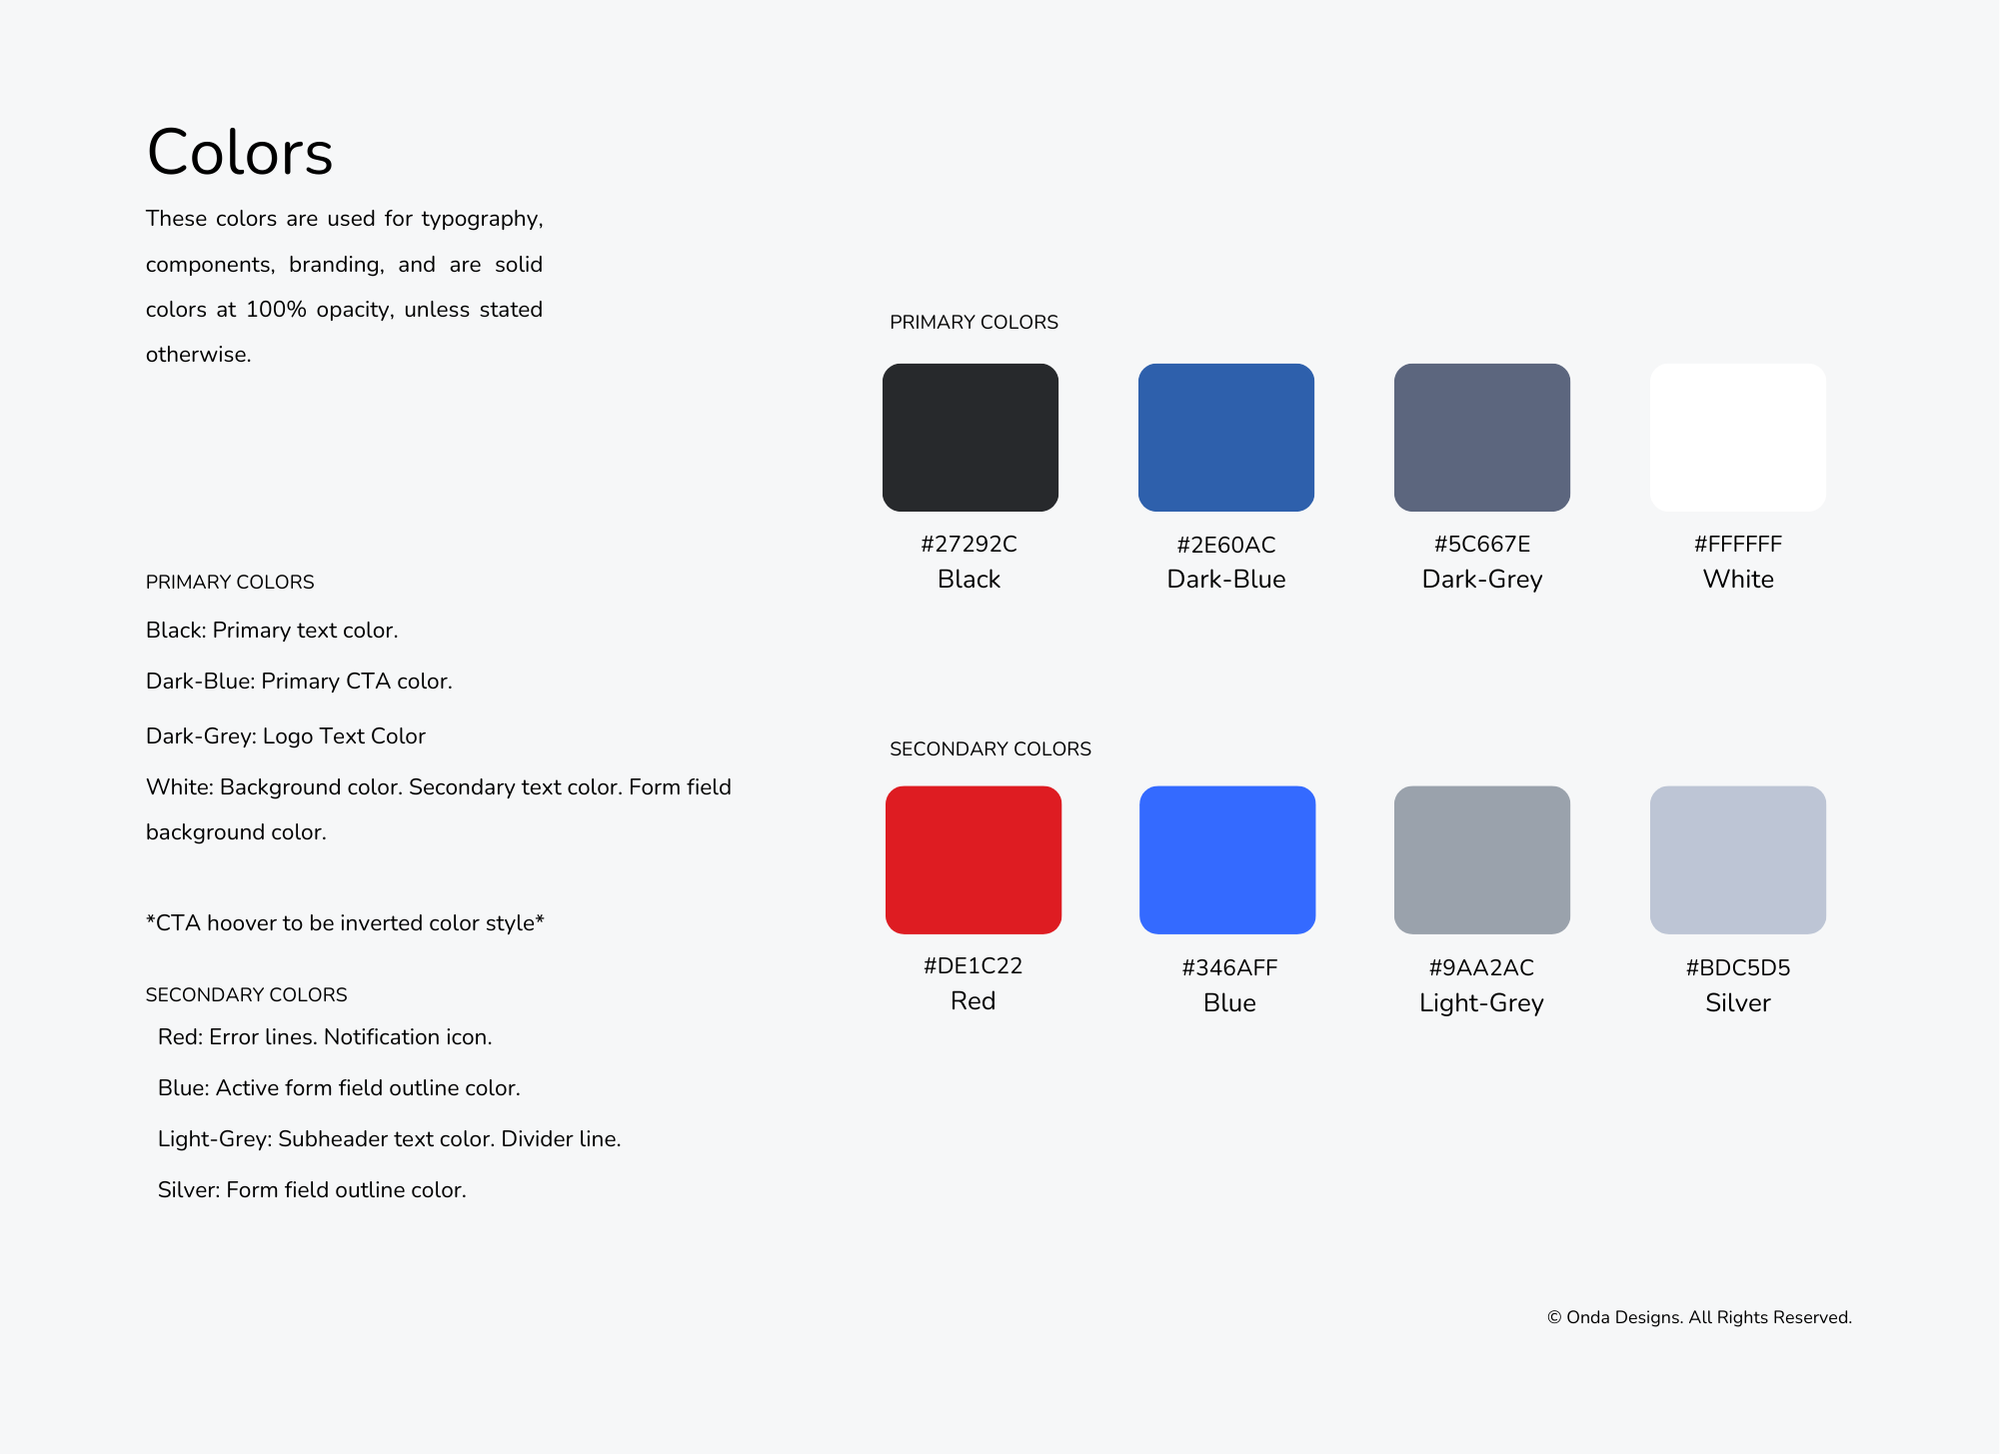 Colors
These colors are used for typography,
components, branding, and are solid
colors at 100% opacity, unless stated
otherwise.
PRIMARY COLORS
Black: Primary text color.
Dark-Blue: Primary CTA color.
Dark-Grey: Logo Text Color
White: Background color. Secondary text color. Form field
background color.
*CTA hoover to be inverted color style*
SECONDARY COLORS
Red: Error lines. Notification icon.
Blue: Active form field outline color.
Light-Grey: Subheader text color. Divider line.
Silver: Form field outline color.
PRIMARY COLORS
#27292C
Black
#2E60AC
Dark-Blue
#5C667E
Dark-Grey
#FFFFFF
White
SECONDARY COLORS
#DE1C22
Red
#346AFF
Blue
#9AA2AC
Light-Grey
#BDC5D5
Silver
© Onda Designs. All Rights Reserved.